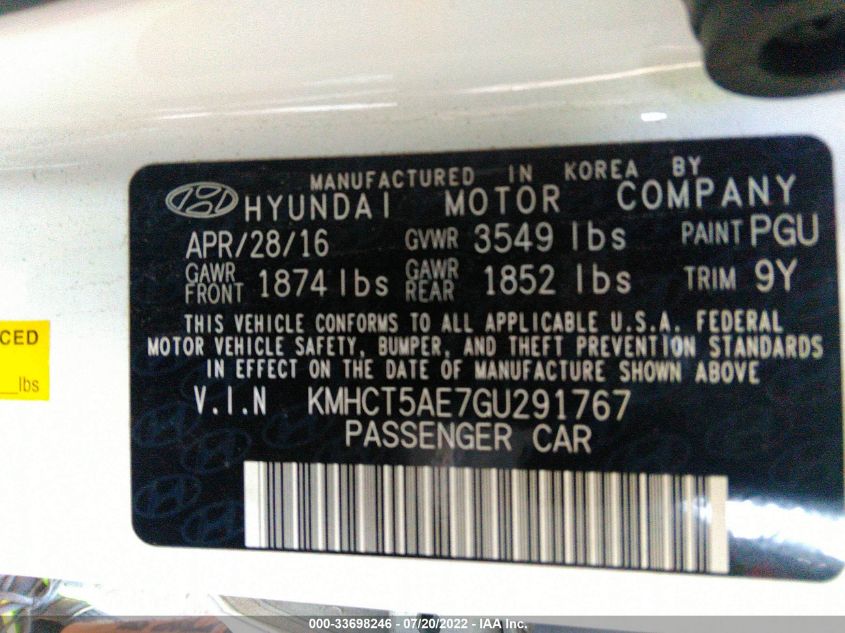 MANUFACTURED IN KOREA BY
HYUNDAI MOTOR COMPANY
APR/28/16 GVWR 3549 lbs PAINT PGU
GAWR FRONT 1874 lbs GAWR REAR 1852 lbs TRIM 9Y
THIS VEHICLE CONFORMS TO ALL APPLICABLE U.S.A. FEDERAL
MOTOR VEHICLE SAFETY, BUMPER, AND THEFT PREVENTION STANDARDS
IN EFFECT ON THE DATE OF MANUFACTURE SHOWN ABOVE
V.I.N KMHCT5AE7GU291767
PASSENGER CAR
CED
__lbs
000-33698246 - 07/20/2022 - IAA Inc.